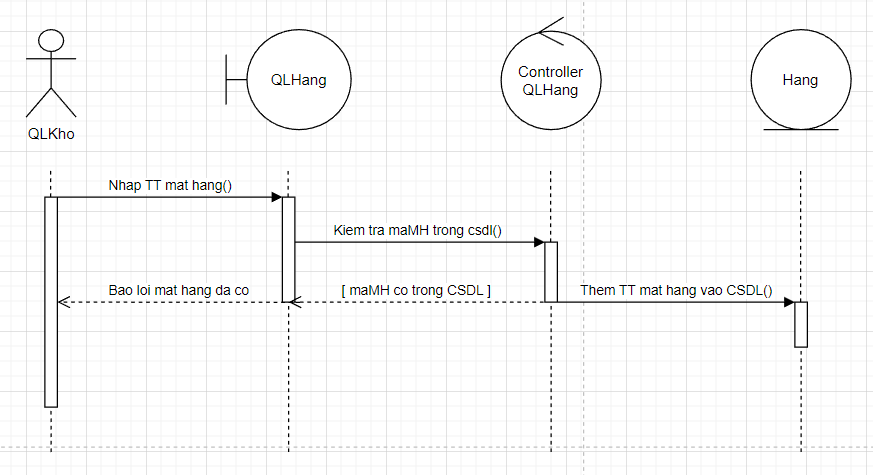 QLHang
Controller
QLHang
Hang
QLKho
Nhap TT mat hang()
Kiem tra maMH trong csdl()
Bao loi mat hang da co
[ maMH co trong CSDL ]
Them TT mat hang vao CSDL()